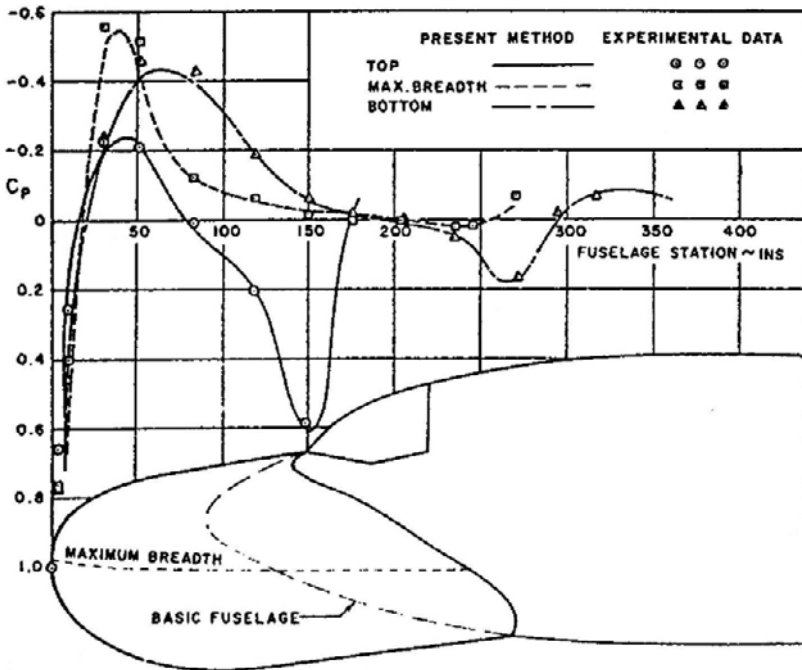 -0.6
-0.4
-0.2
Cp
0
0.2
0.4
0.6
0.8
1.0
PRESENT METHOD EXPERIMENTAL DATA
TOP
MAX. BREADTH
BOTTOM
50 100 150 200 250 300 350 400
FUSELAGE STATION ~ INS
MAXIMUM BREADTH
BASIC FUSELAGE